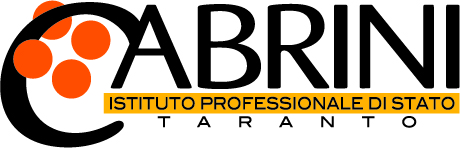 CABRINI
ISTITUTO PROFESSIONALE DI STATO
TARANTO